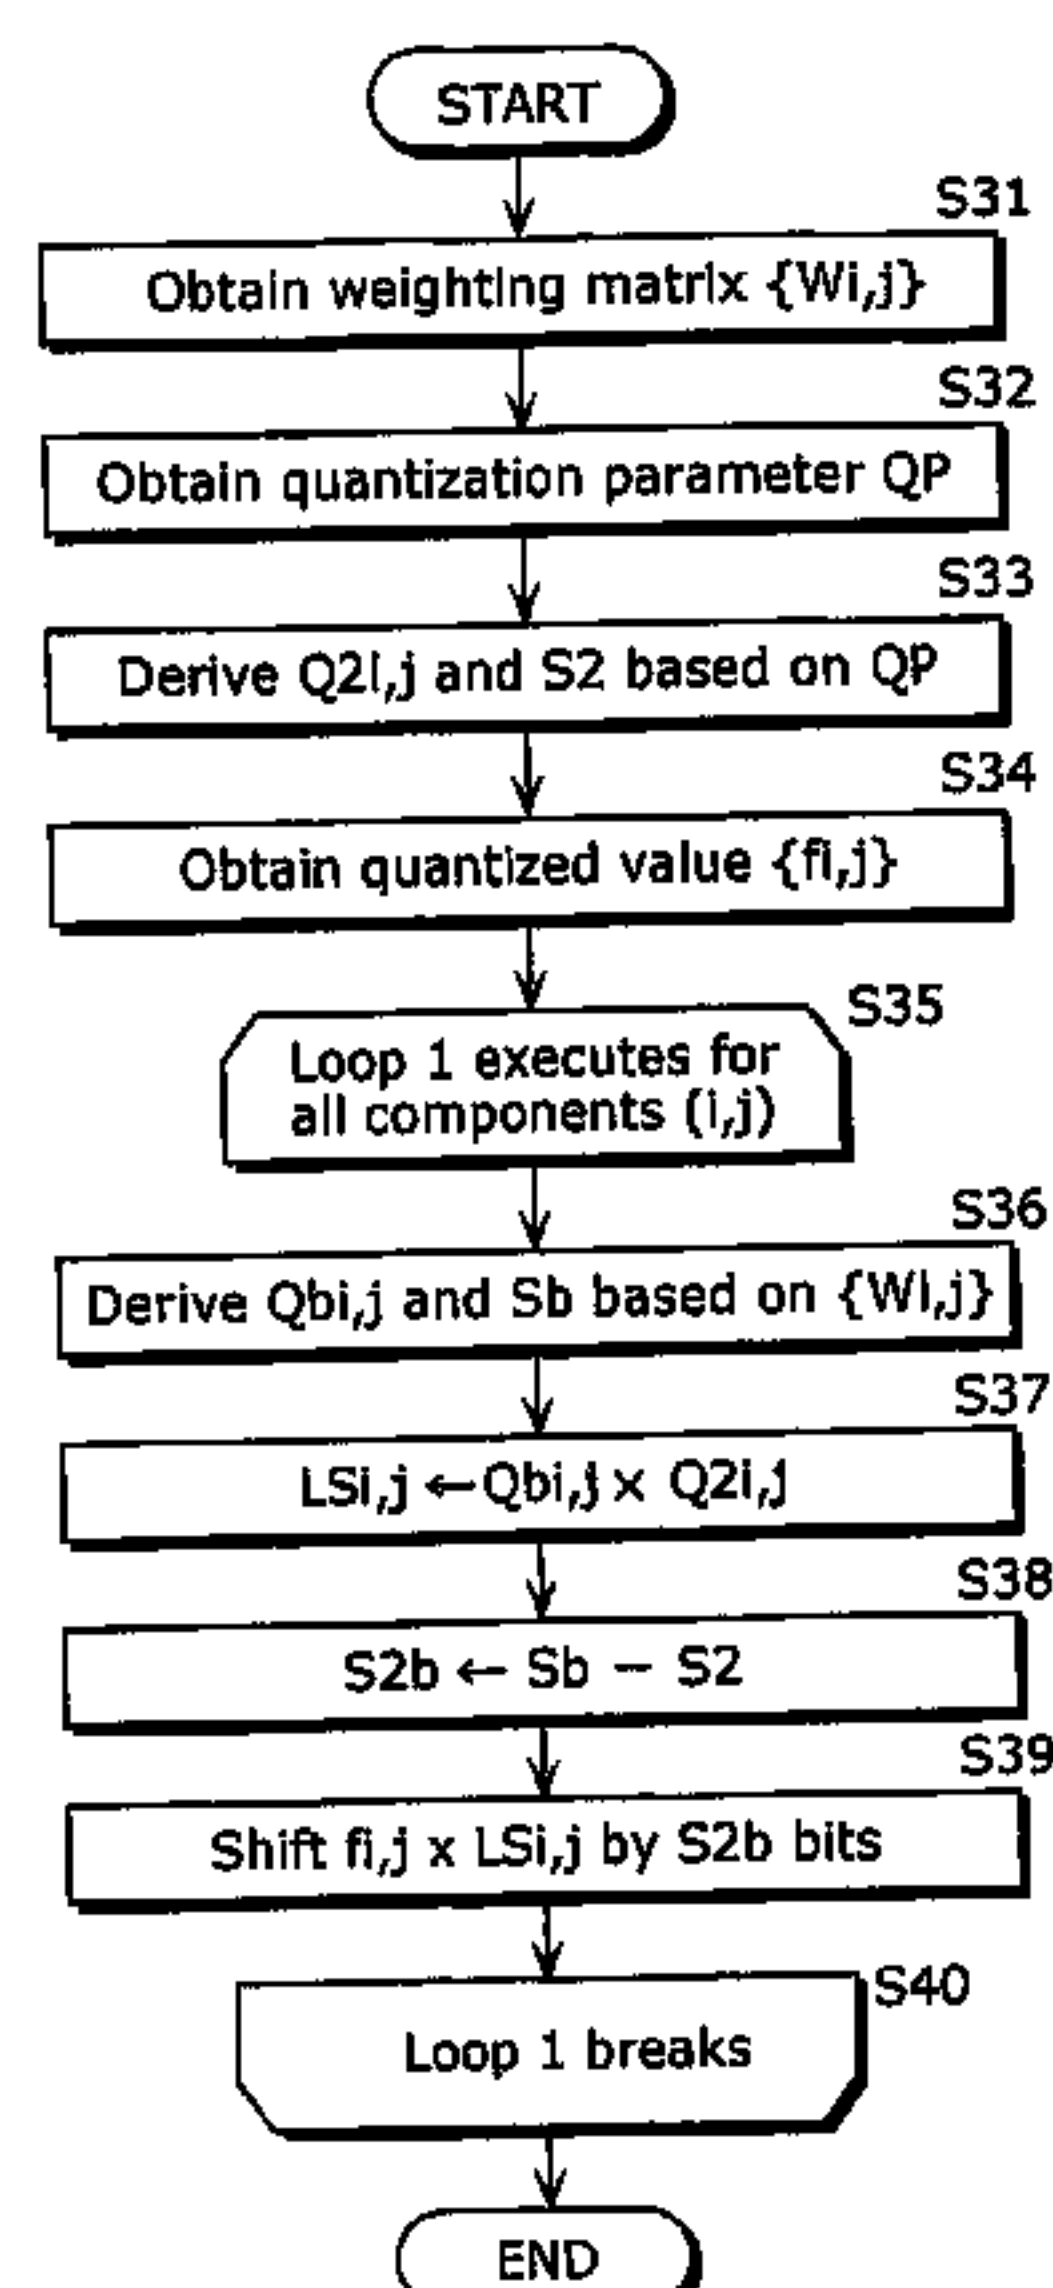 START
S31
Obtain weighting matrix {Wi,j}
S32
Obtain quantization parameter QP
S33
Derive Q2i,j and S2 based on QP
S34
Obtain quantized value {fi,j}
S35
Loop 1 executes for
all components (i,j)
S36
Derive Qbi,j and Sb based on {Wi,j}
S37
LSi,j ← Qbi,j x Q2i,j
S38
S2b ← Sb − S2
S39
Shift fi,j x LSi,j by S2b bits
S40
Loop 1 breaks
END